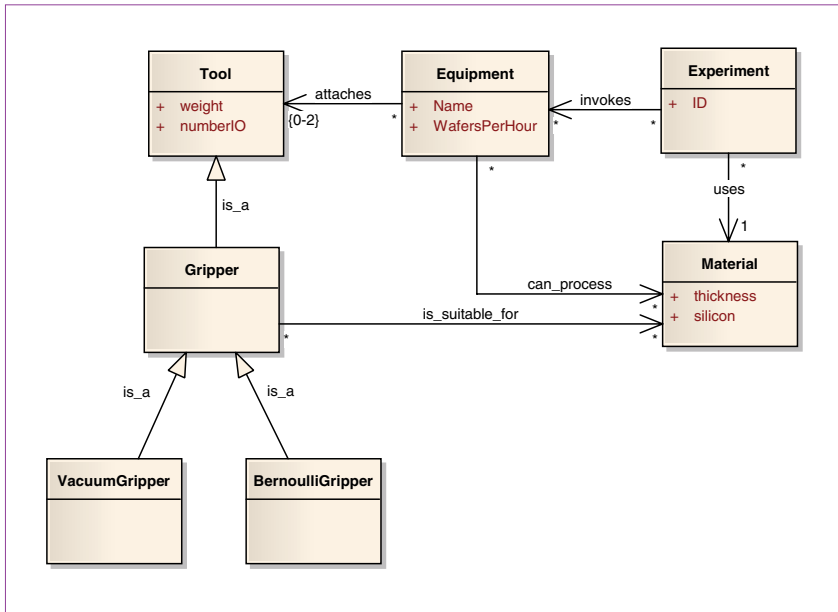 Tool
+ weight
+ numberIO
attaches
{0-2}
*
Equipment
+ Name
+ WafersPerHour
invokes
*
*
Experiment
+ ID
*
uses
1
*
can_process
*
is_a
Gripper
Material
+ thickness
+ silicon
is_suitable_for
*
*
is_a
is_a
VacuumGripper
BernoulliGripper